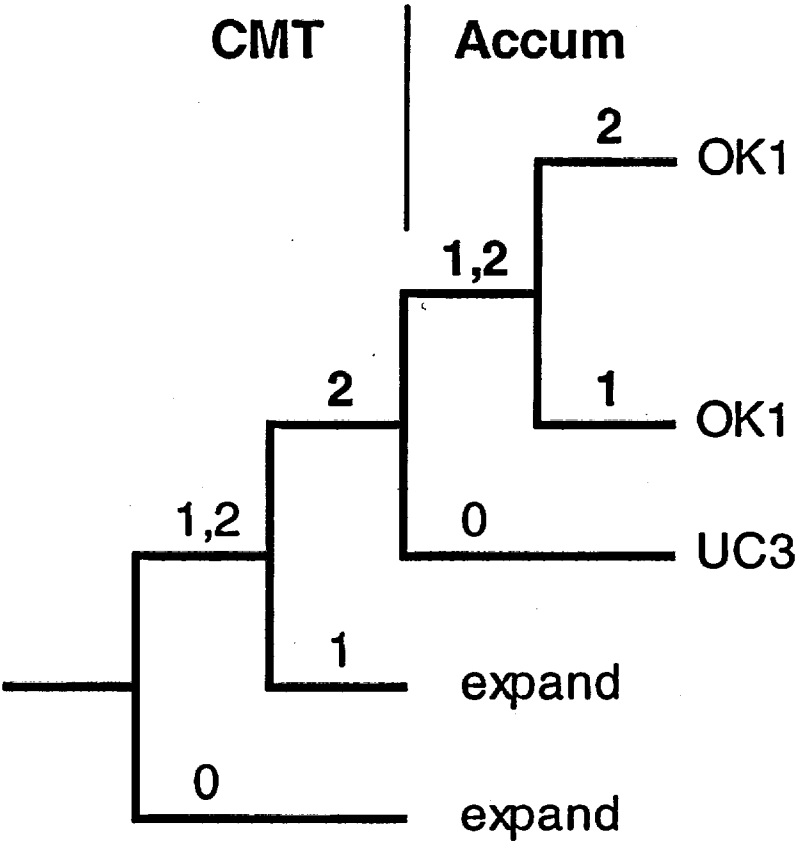 CMT Accum
2 OK1
1,2
2 1 OK1
1,2 0 UC3
1 expand
0 expand